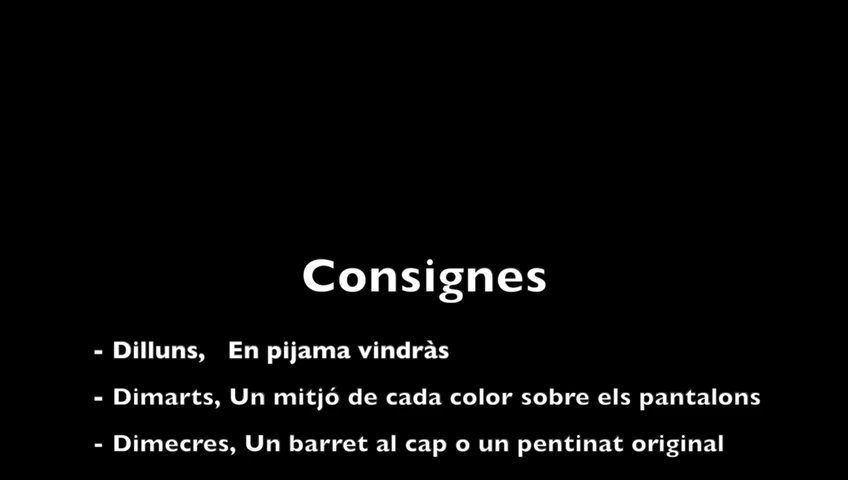 Consignes
- Dilluns, En pijama vindràs
- Dimarts, Un mitjó de cada color sobre els pantalons
- Dimecres, Un barret al cap o un pentinat original